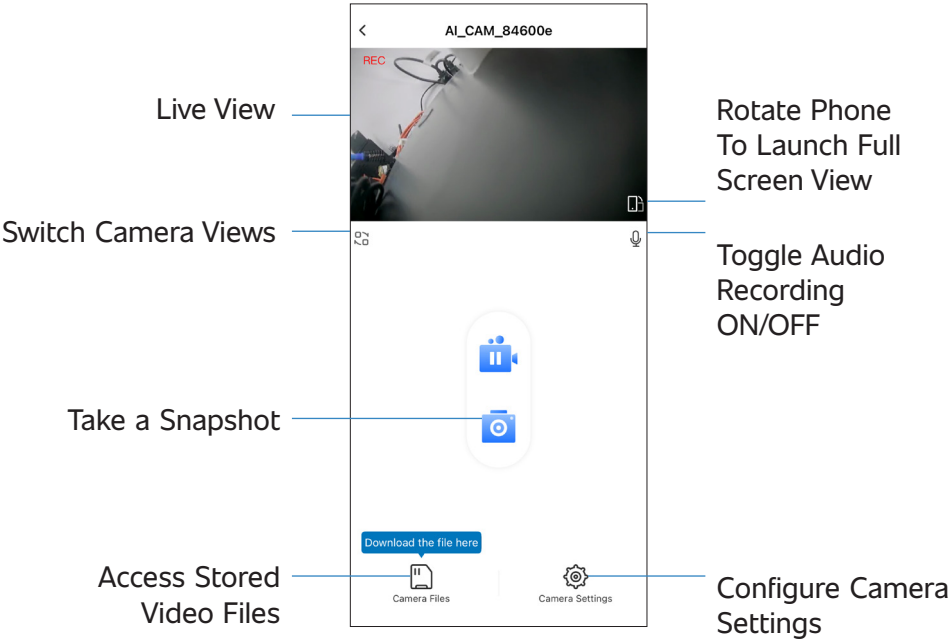 AI_CAM_84600e
REC
Live View
Rotate Phone
To Launch Full
Screen View
Switch Camera Views
Toggle Audio
Recording
ON/OFF
Take a Snapshot
Download the file here
Access Stored
Video Files
Camera Files
Camera Settings
Configure Camera
Settings